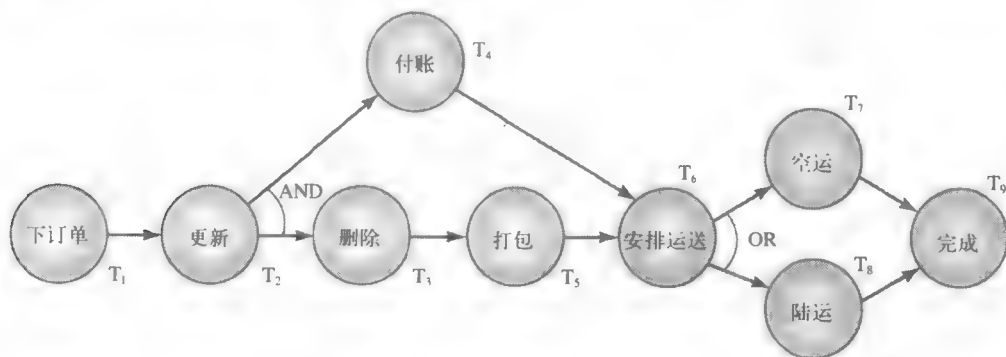 付账
T₄
T₇
空运
AND
T₆
T₉
下订单
更新
删除
打包
安排运送
OR
完成
T₁
T₂
T₃
T₅
T₈
陆运